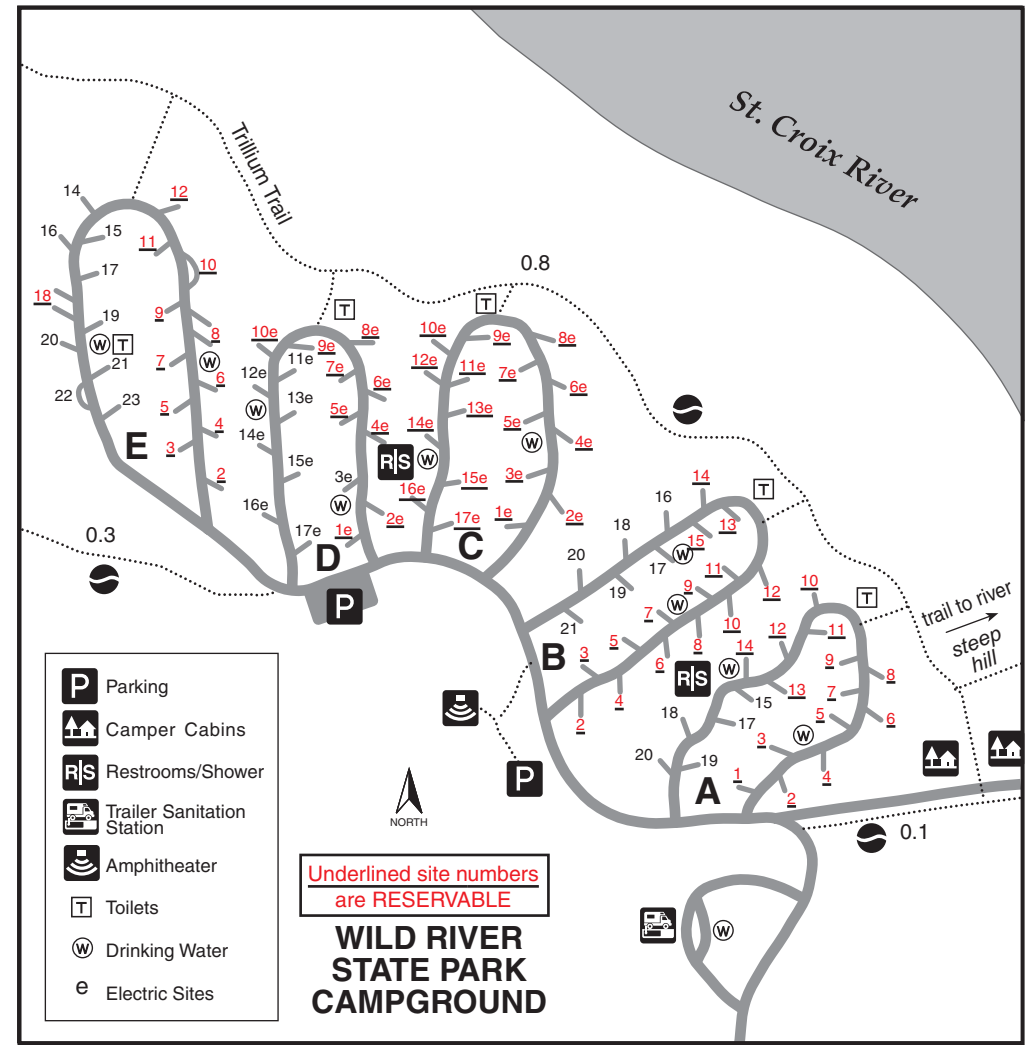 St. Croix River
Trillium Trail
0.8
0.3
0.1
trail to river
steep
hill
E
14
12
16
15
11
10
17
18
9
19
8
20
W
T
7
W
21
6
22
23
5
4
3
2
D
T
10e
9e
8e
11e
12e
7e
6e
13e
W
5e
14e
4e
15e
3e
16e
W
2e
17e
1e
R|S
W
C
T
10e
9e
8e
12e
11e
7e
6e
13e
14e
5e
W
4e
15e
3e
16e
17e
1e
2e
B
14
T
16
13
18
15
W
17
20
11
19
9
12
W
7
10
21
5
8
3
6
4
2
R|S
W
A
10
T
12
11
14
9
13
8
15
7
18
17
5
6
W
3
20
19
4
1
2
P
P
W
P Parking
Camper Cabins
R|S Restrooms/Shower
Trailer Sanitation
Station
Amphitheater
T Toilets
W Drinking Water
e Electric Sites
NORTH
Underlined site numbers
are RESERVABLE
WILD RIVER
STATE PARK
CAMPGROUND